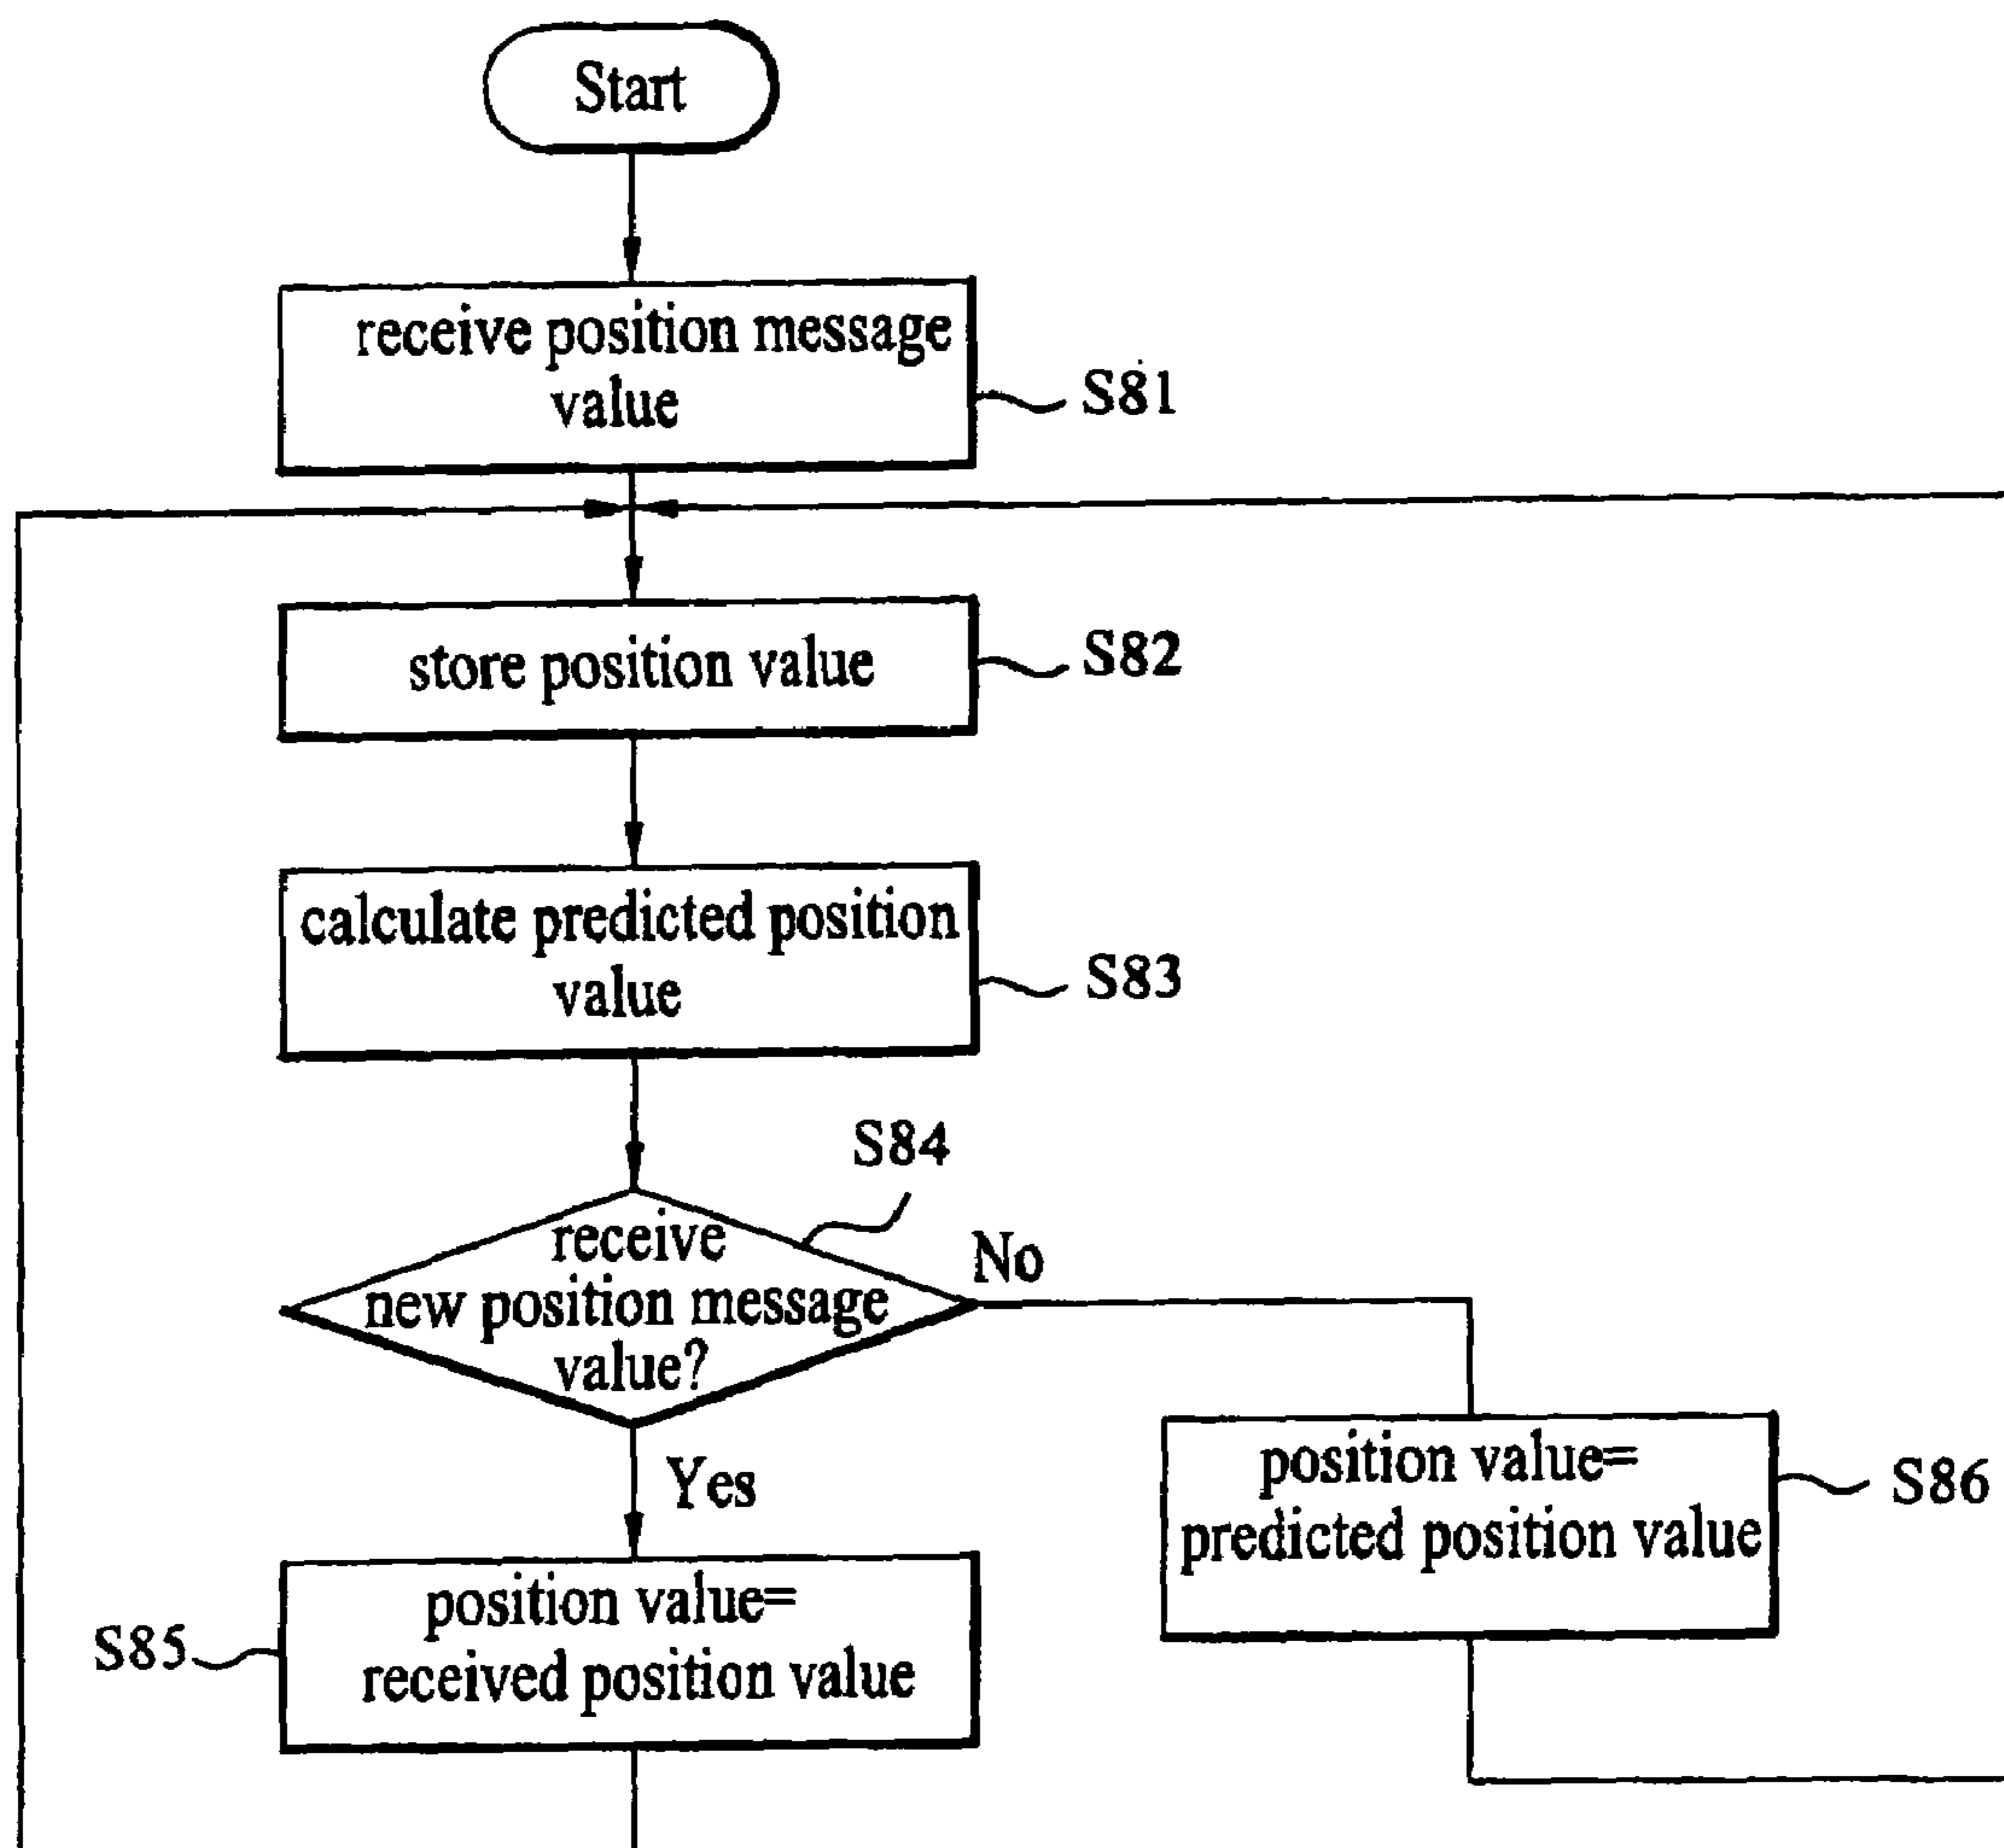 Start
receive position message
value
S81
store position value
S82
calculate predicted position
value
S83
S84
receive
new position message
value?
No
Yes
position value=
predicted position value
S86
position value=
received position value
S85